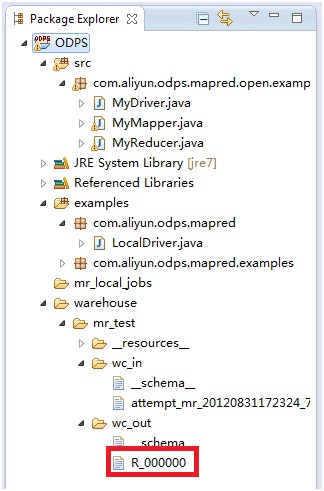 Package Explorer
ODPS
src
com.aliyun.odps.mapred.open.examp
MyDriver.java
MyMapper.java
MyReducer.java
JRE System Library [jre7]
Referenced Libraries
examples
com.aliyun.odps.mapred
LocalDriver.java
com.aliyun.odps.mapred.examples
mr_local_jobs
warehouse
mr_test
__resources__
wc_in
__schema__
attempt_mr_20120831172324_7
wc_out
__schema__
R_000000